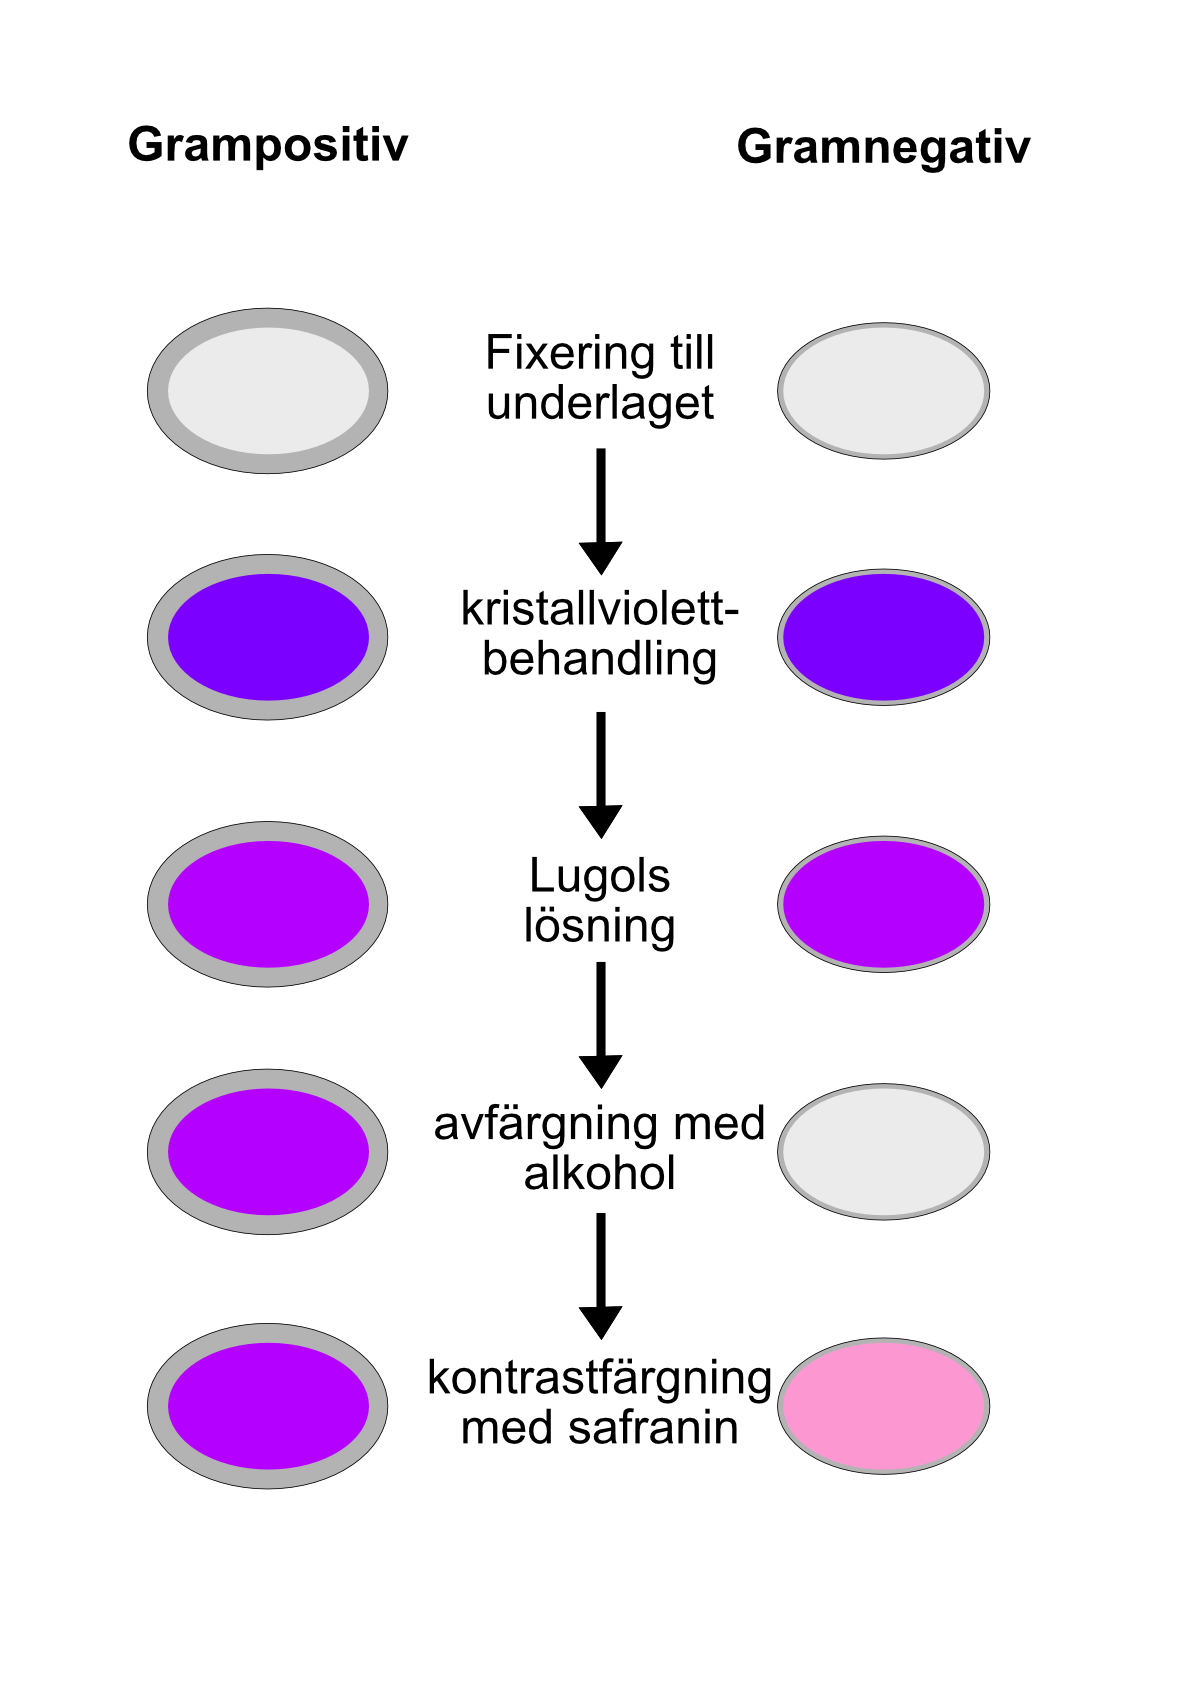 Grampositiv
Gramnegativ
Fixering till
underlaget
kristallviolett-
behandling
Lugols
lösning
avfärgning med
alkohol
kontrastfärgning
med safranin